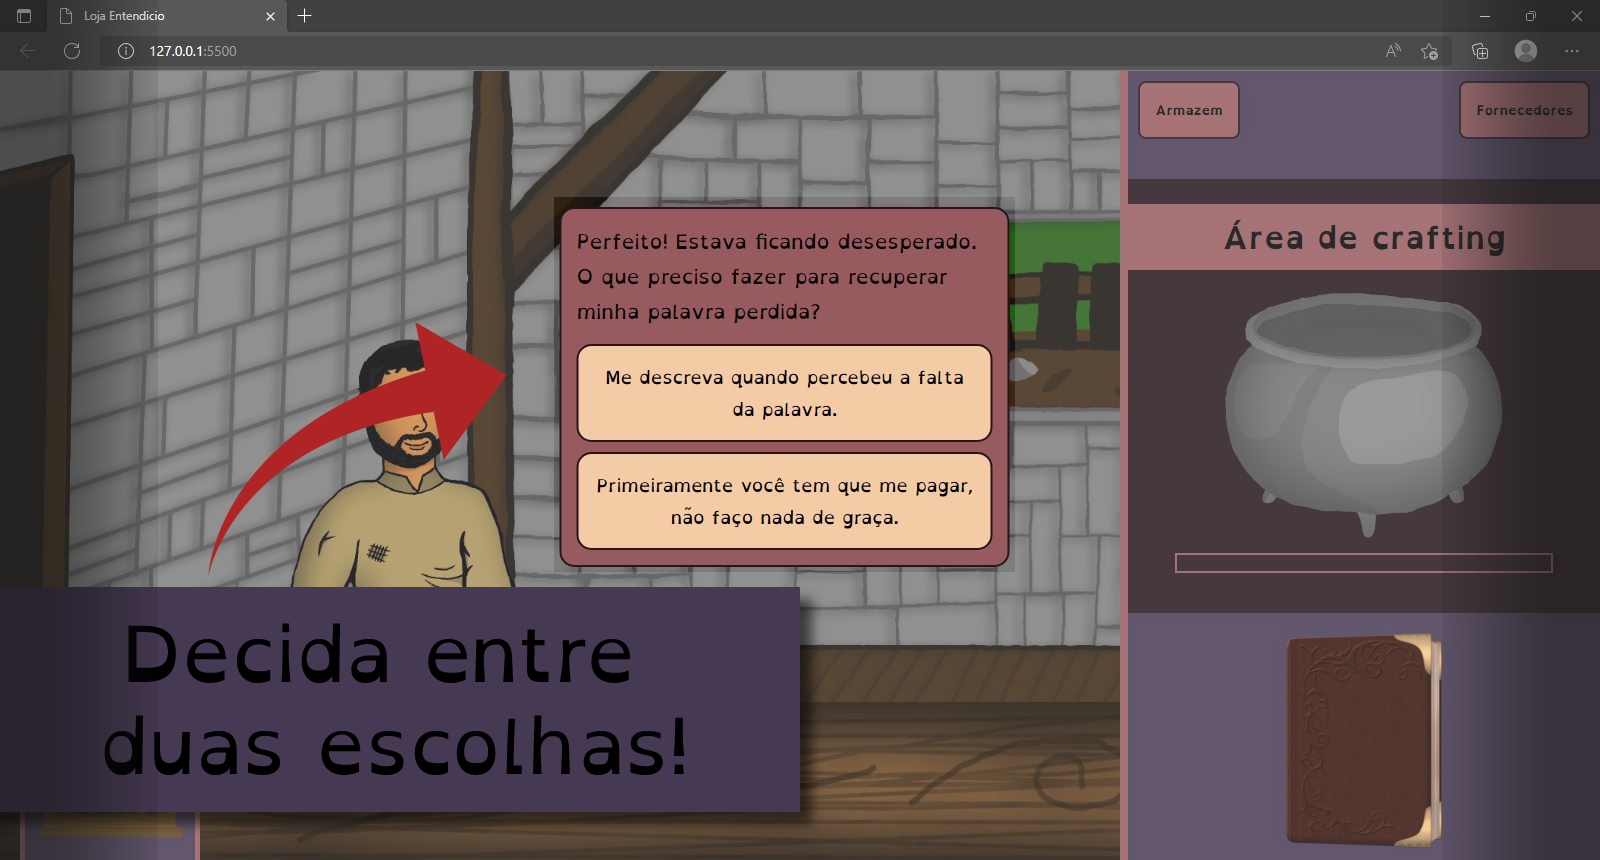 Loja Entendicio
127.0.0.1:5500
Armazem
Fornecedores
Área de crafting
Perfeito! Estava ficando desesperado.
O que preciso fazer para recuperar
minha palavra perdida?
Me descreva quando percebeu a falta
da palavra.
Primeiramente você tem que me pagar,
não faço nada de graça.
Decida entre
duas escolhas!